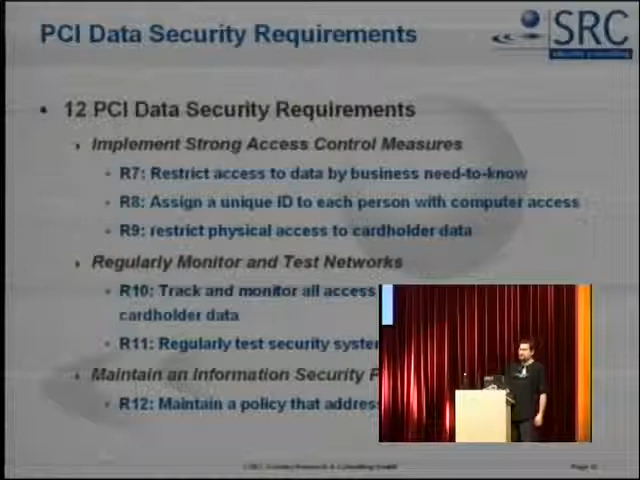 PCI Data Security Requirements
SRC
• 12 PCI Data Security Requirements
Implement Strong Access Control Measures
R7: Restrict access to data by business need-to-know
R8: Assign a unique ID to each person with computer access
R9: restrict physical access to cardholder data
Regularly Monitor and Test Networks
R10: Track and monitor all access
cardholder data
R11: Regularly test security
Maintain an Information Security
R12: Maintain a policy that